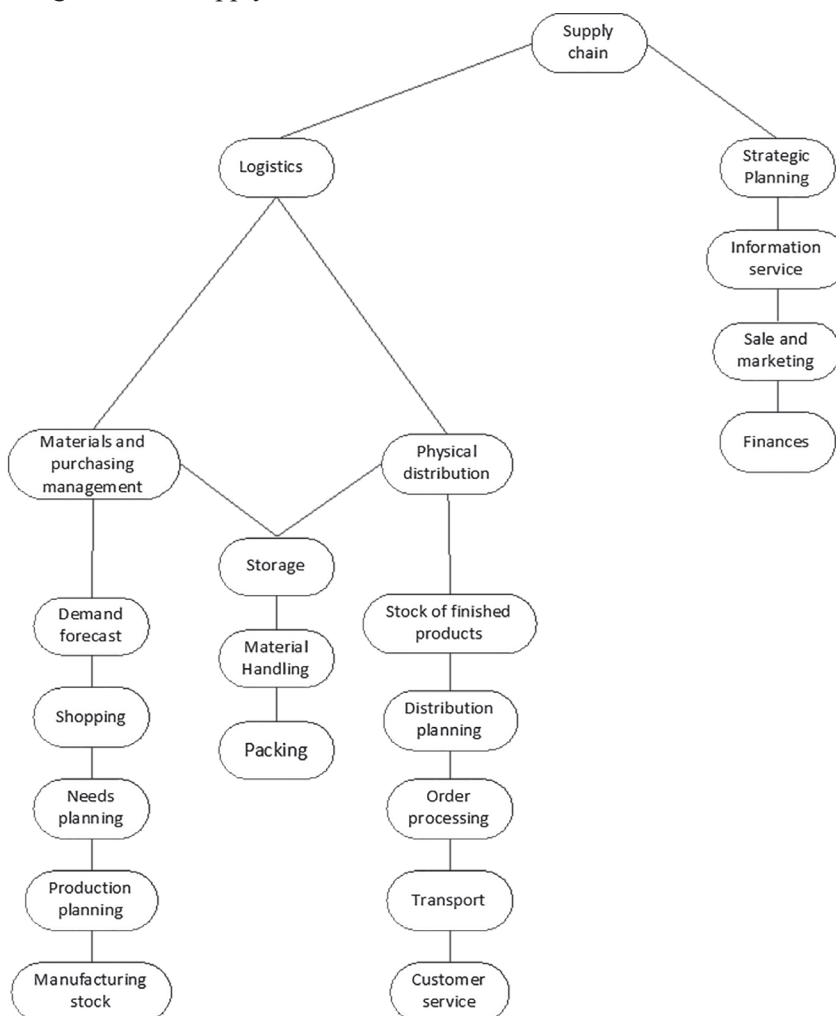 Supply
chain
Logistics
Strategic
Planning
Information
service
Sale and
marketing
Finances
Materials and
purchasing
management
Physical
distribution
Storage
Material
Handling
Packing
Demand
forecast
Shopping
Needs
planning
Production
planning
Manufacturing
stock
Stock of finished
products
Distribution
planning
Order
processing
Transport
Customer
service